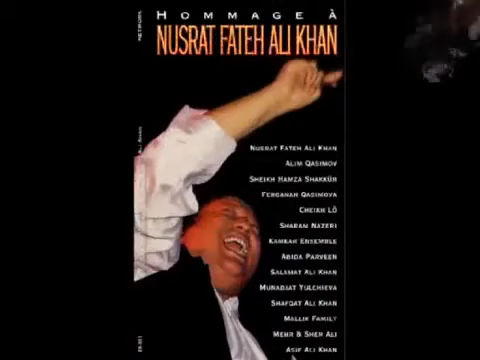 HOMMAGE À
NUSRAT FATEH ALI KHAN
NETWORK
NUSRAT FATEH ALI KHAN
ALIM QASIMOV
SHEIKH HAMZA SHAKKÛR
FERGANAH QASIMOVA
CHEIKH LÔ
SHARAM NAZERI
KAMKAR ENSEMBLE
ABIDA PARVEEN
SALAMAT ALI KHAN
MUNADJAT YULCHIEVA
SHAFQAT ALI KHAN
MALLIK FAMILY
MEHR & SHER ALI
ASIF ALI KHAN